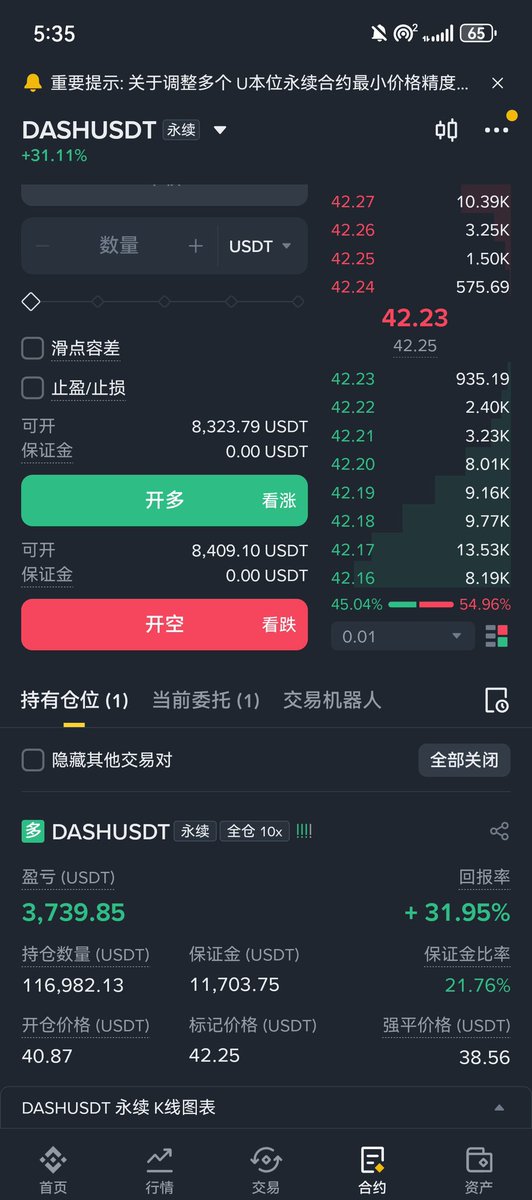 5:35
2
65
重要提示: 关于调整多个 U本位永续合约最小价格精度...
DASHUSDT 永续
+31.11%
数量 USDT
滑点容差
止盈/止损
可开 8,323.79 USDT
保证金 0.00 USDT
开多 看涨
可开 8,409.10 USDT
保证金 0.00 USDT
开空 看跌
42.27 10.39K
42.26 3.25K
42.25 1.50K
42.24 575.69
42.23
42.25
42.23 935.19
42.22 2.40K
42.21 3.23K
42.20 8.01K
42.19 9.16K
42.18 9.77K
42.17 13.53K
42.16 8.19K
45.04% 54.96%
0.01
持有仓位 (1) 当前委托 (1) 交易机器人
隐藏其他交易对 全部关闭
多 DASHUSDT 永续 全仓 10x
盈亏 (USDT) 回报率
3,739.85 + 31.95%
持仓数量 (USDT) 保证金 (USDT) 保证金比率
116,982.13 11,703.75 21.76%
开仓价格 (USDT) 标记价格 (USDT) 强平价格 (USDT)
40.87 42.25 38.56
DASHUSDT 永续 K线图表
首页 行情 交易 合约 资产